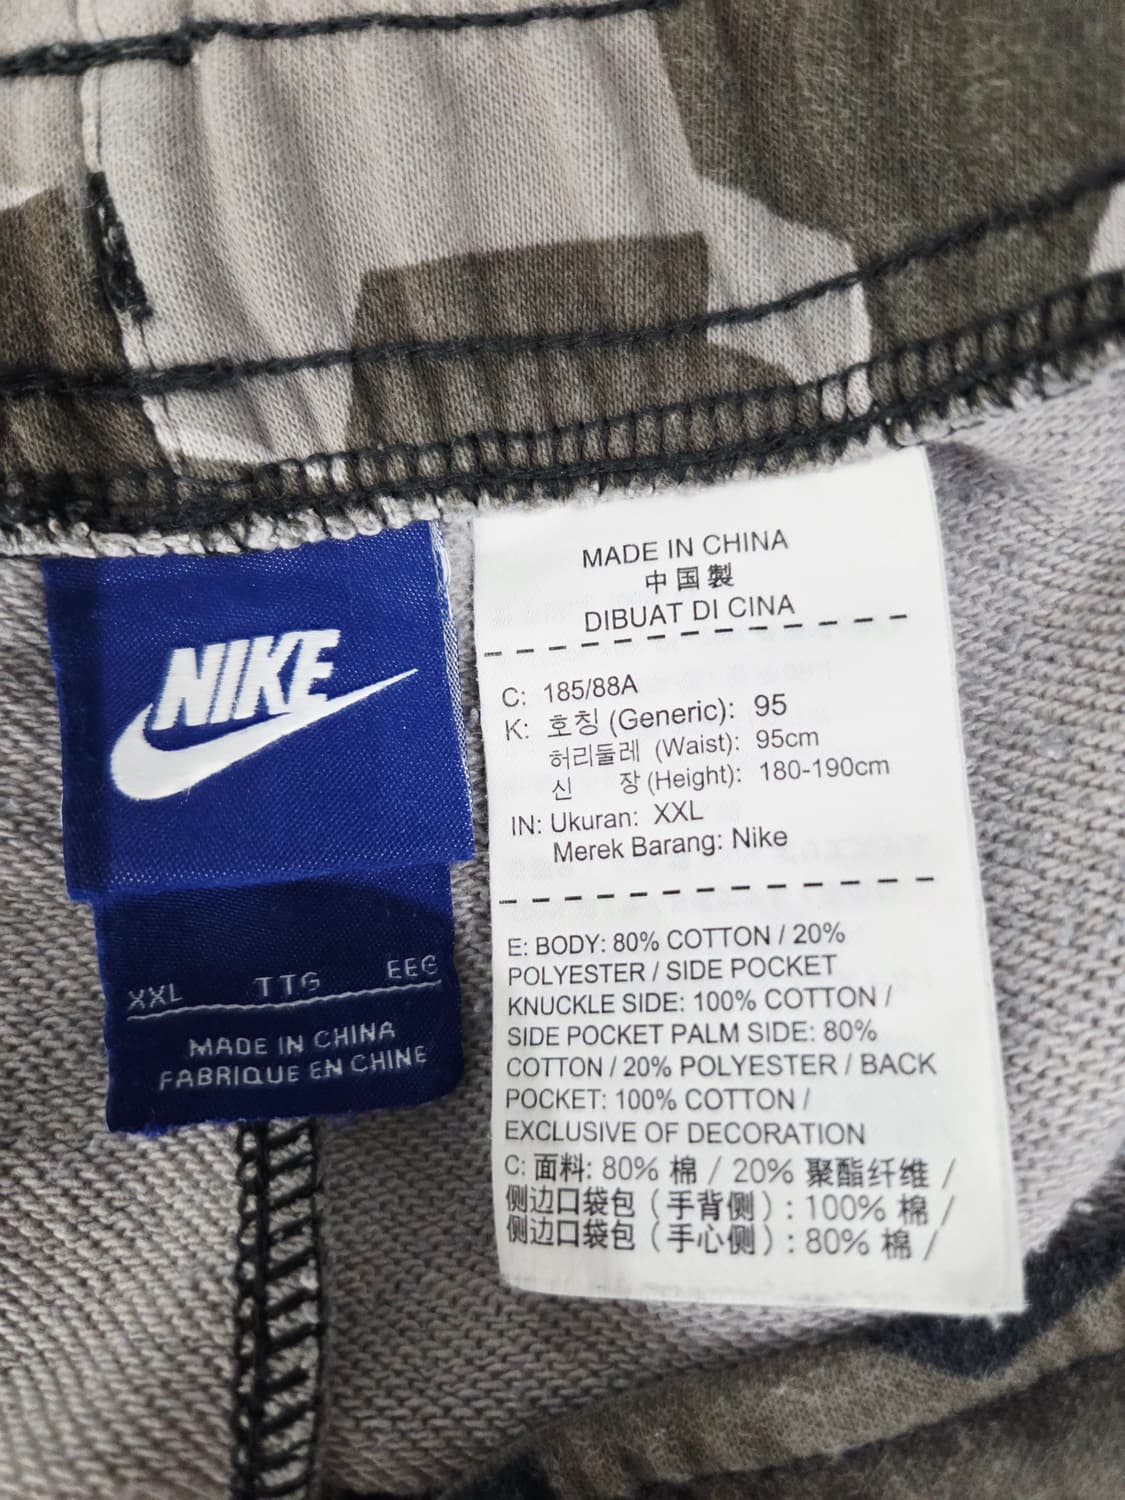 NIKE
XXL TTG EEG
MADE IN CHINA
FABRIQUE EN CHINE
MADE IN CHINA
中国製
DIBUAT DI CINA
C: 185/88A
K: 호칭 (Generic): 95
허리둘레 (Waist): 95cm
신 장 (Height): 180-190cm
IN: Ukuran: XXL
Merek Barang: Nike
E: BODY: 80% COTTON / 20%
POLYESTER / SIDE POCKET
KNUCKLE SIDE: 100% COTTON /
SIDE POCKET PALM SIDE: 80%
COTTON / 20% POLYESTER / BACK
POCKET: 100% COTTON /
EXCLUSIVE OF DECORATION
C: 面料: 80% 棉 / 20% 聚酯纤维 /
侧边口袋包 (手背侧) : 100% 棉 /
侧边口袋包 (手心侧) : 80% 棉 /